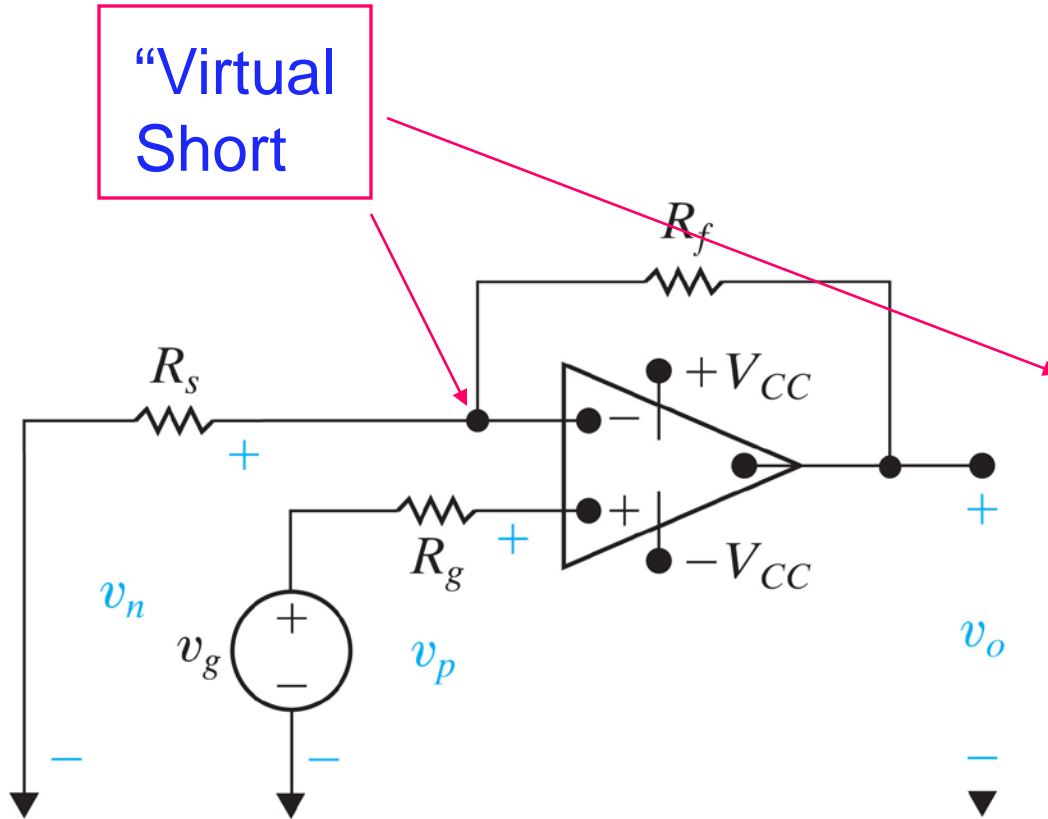 “Virtual
Short
R_f
R_s
+V_CC
−
+
+
+
+
R_g
−V_CC
v_n
+
v_g
v_p
v_o
−
−
−
−